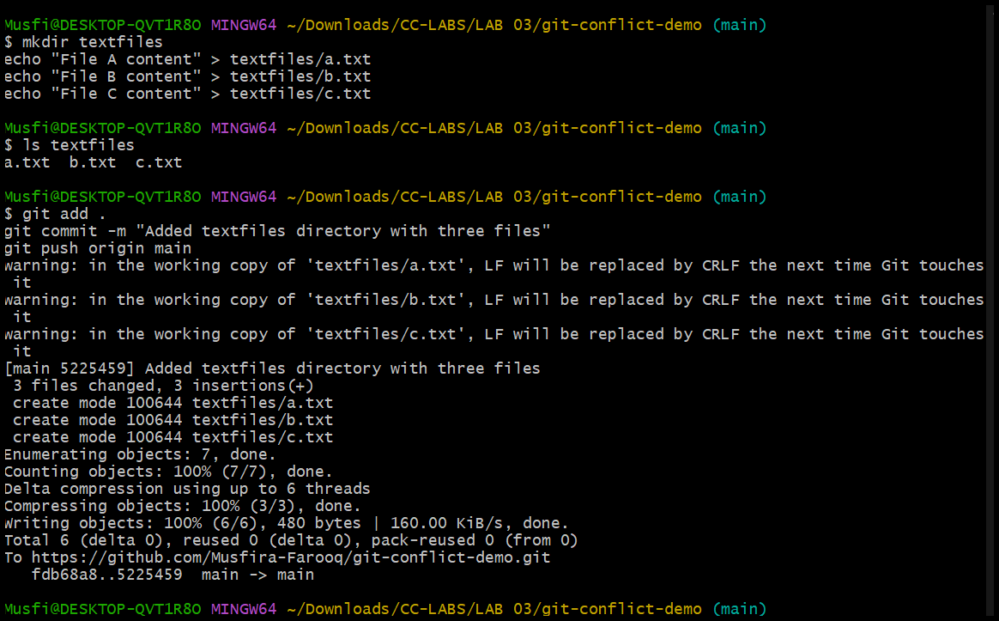 Musfi@DESKTOP-QVT1R8O MINGW64 ~/Downloads/CC-LABS/LAB 03/git-conflict-demo (main)
$ mkdir textfiles
echo "File A content" > textfiles/a.txt
echo "File B content" > textfiles/b.txt
echo "File C content" > textfiles/c.txt
Musfi@DESKTOP-QVT1R8O MINGW64 ~/Downloads/CC-LABS/LAB 03/git-conflict-demo (main)
$ ls textfiles
a.txt  b.txt  c.txt
Musfi@DESKTOP-QVT1R8O MINGW64 ~/Downloads/CC-LABS/LAB 03/git-conflict-demo (main)
$ git add .
git commit -m "Added textfiles directory with three files"
git push origin main
warning: in the working copy of 'textfiles/a.txt', LF will be replaced by CRLF the next time Git touches
 it
warning: in the working copy of 'textfiles/b.txt', LF will be replaced by CRLF the next time Git touches
 it
warning: in the working copy of 'textfiles/c.txt', LF will be replaced by CRLF the next time Git touches
 it
[main 5225459] Added textfiles directory with three files
 3 files changed, 3 insertions(+)
 create mode 100644 textfiles/a.txt
 create mode 100644 textfiles/b.txt
 create mode 100644 textfiles/c.txt
Enumerating objects: 7, done.
Counting objects: 100% (7/7), done.
Delta compression using up to 6 threads
Compressing objects: 100% (3/3), done.
Writing objects: 100% (6/6), 480 bytes | 160.00 KiB/s, done.
Total 6 (delta 0), reused 0 (delta 0), pack-reused 0 (from 0)
To https://github.com/Musfira-Farooq/git-conflict-demo.git
   fdb68a8..5225459  main -> main
Musfi@DESKTOP-QVT1R8O MINGW64 ~/Downloads/CC-LABS/LAB 03/git-conflict-demo (main)